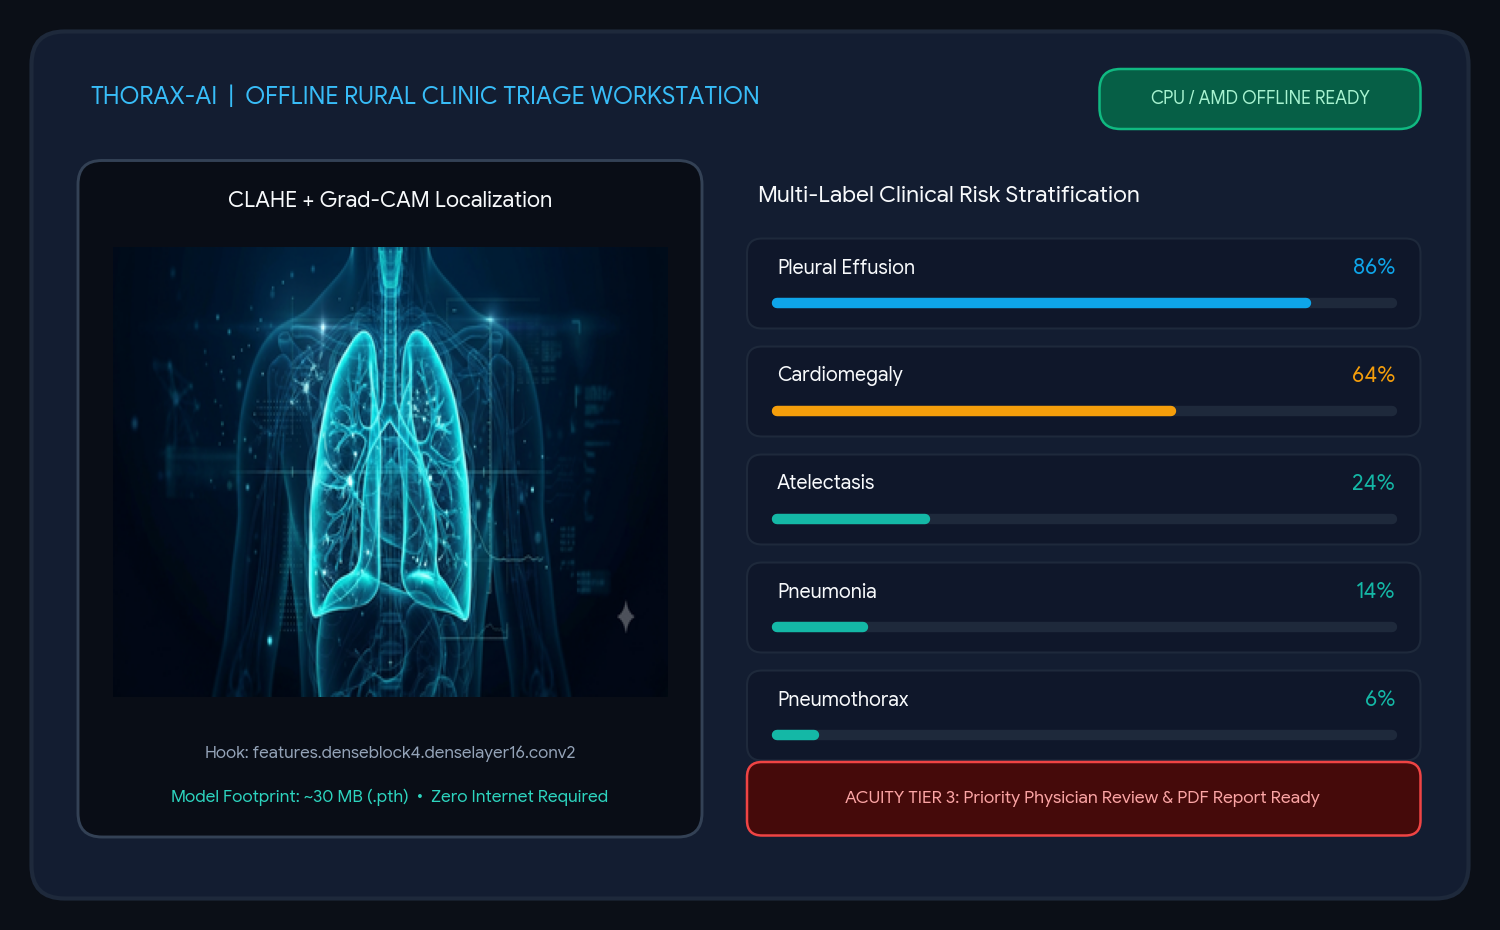 THORAX-AI | OFFLINE RURAL CLINIC TRIAGE WORKSTATION
CPU / AMD OFFLINE READY
CLAHE + Grad-CAM Localization
Hook: features.denseblock4.denselayer16.conv2
Model Footprint: ~30 MB (.pth) • Zero Internet Required
Multi-Label Clinical Risk Stratification
Pleural Effusion 86%
Cardiomegaly 64%
Atelectasis 24%
Pneumonia 14%
Pneumothorax 6%
ACUITY TIER 3: Priority Physician Review & PDF Report Ready